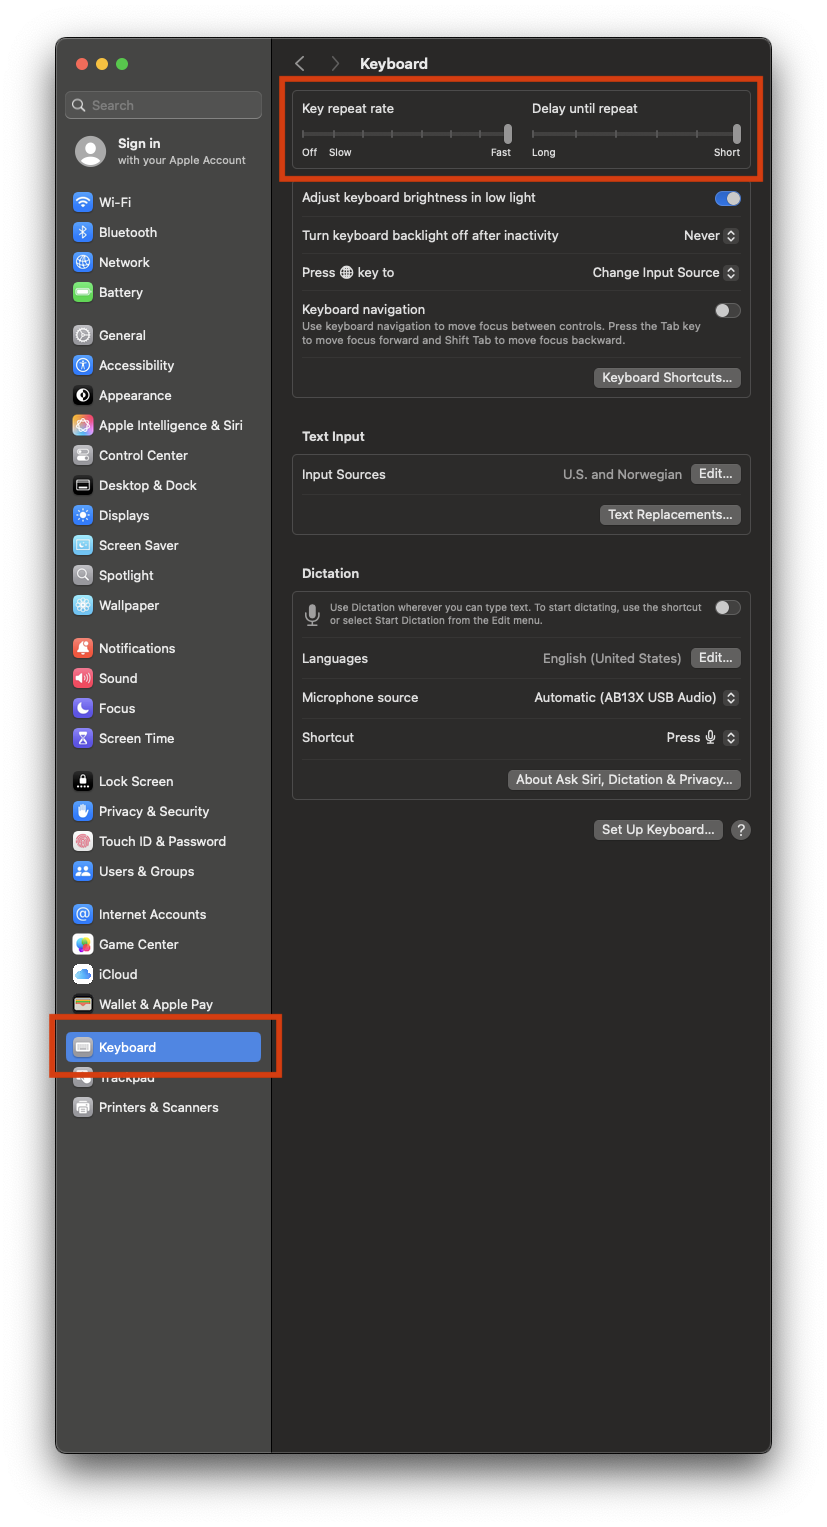 Search
Sign in
with your Apple Account
Wi-Fi
Bluetooth
Network
Battery
General
Accessibility
Appearance
Apple Intelligence & Siri
Control Center
Desktop & Dock
Displays
Screen Saver
Spotlight
Wallpaper
Notifications
Sound
Focus
Screen Time
Lock Screen
Privacy & Security
Touch ID & Password
Users & Groups
Internet Accounts
Game Center
iCloud
Wallet & Apple Pay
Keyboard
Trackpad
Printers & Scanners
Keyboard
Key repeat rate
Off Slow Fast
Delay until repeat
Long Short
Adjust keyboard brightness in low light
Turn keyboard backlight off after inactivity Never
Press key to Change Input Source
Keyboard navigation
Use keyboard navigation to move focus between controls. Press the Tab key
to move focus forward and Shift Tab to move focus backward.
Keyboard Shortcuts...
Text Input
Input Sources U.S. and Norwegian Edit...
Text Replacements...
Dictation
Use Dictation wherever you can type text. To start dictating, use the shortcut
or select Start Dictation from the Edit menu.
Languages English (United States) Edit...
Microphone source Automatic (AB13X USB Audio)
Shortcut Press
About Ask Siri, Dictation & Privacy...
Set Up Keyboard... ?